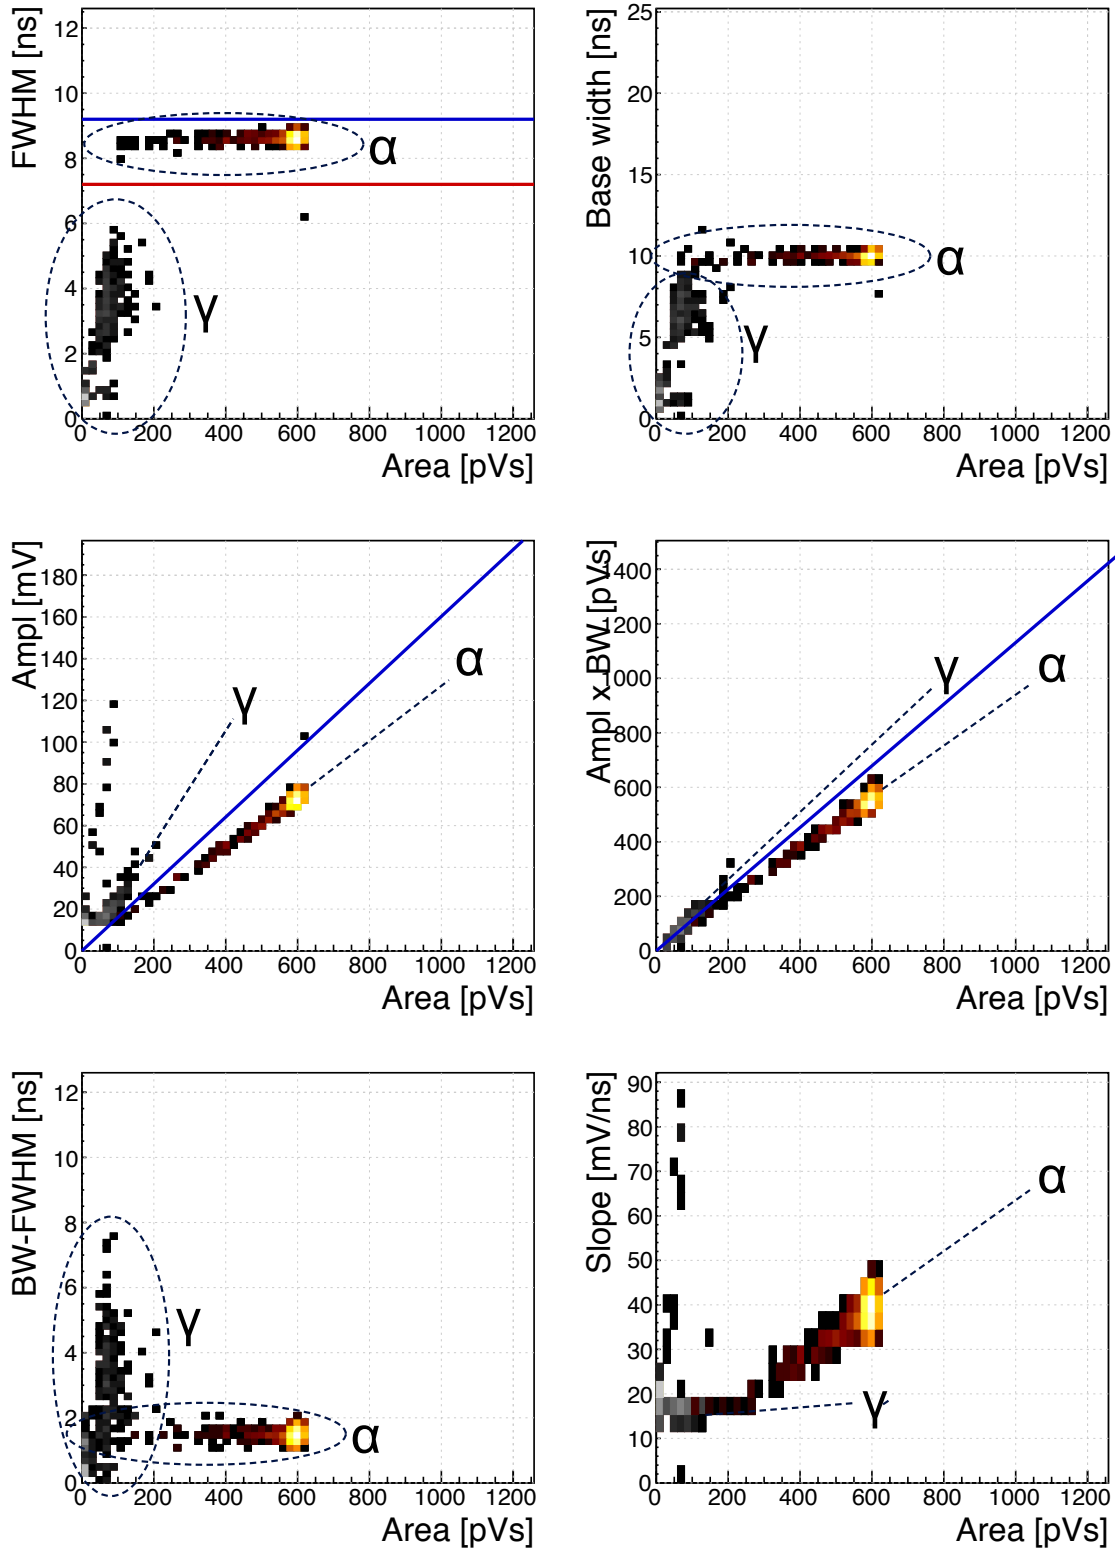 FWHM [ns]
12
10
8
6
4
2
0
α
γ
0 200 400 600 800 1000 1200
Area [pVs]
Base width [ns]
25
20
15
10
5
0
α
γ
0 200 400 600 800 1000 1200
Area [pVs]
Ampl [mV]
180
160
140
120
100
80
60
40
20
0
γ
α
0 200 400 600 800 1000 1200
Area [pVs]
Ampl x BW [pVs]
1400
1200
1000
800
600
400
200
0
γ
α
0 200 400 600 800 1000 1200
Area [pVs]
BW-FWHM [ns]
12
10
8
6
4
2
0
γ
α
0 200 400 600 800 1000 1200
Area [pVs]
Slope [mV/ns]
90
80
70
60
50
40
30
20
10
0
α
γ
0 200 400 600 800 1000 1200
Area [pVs]